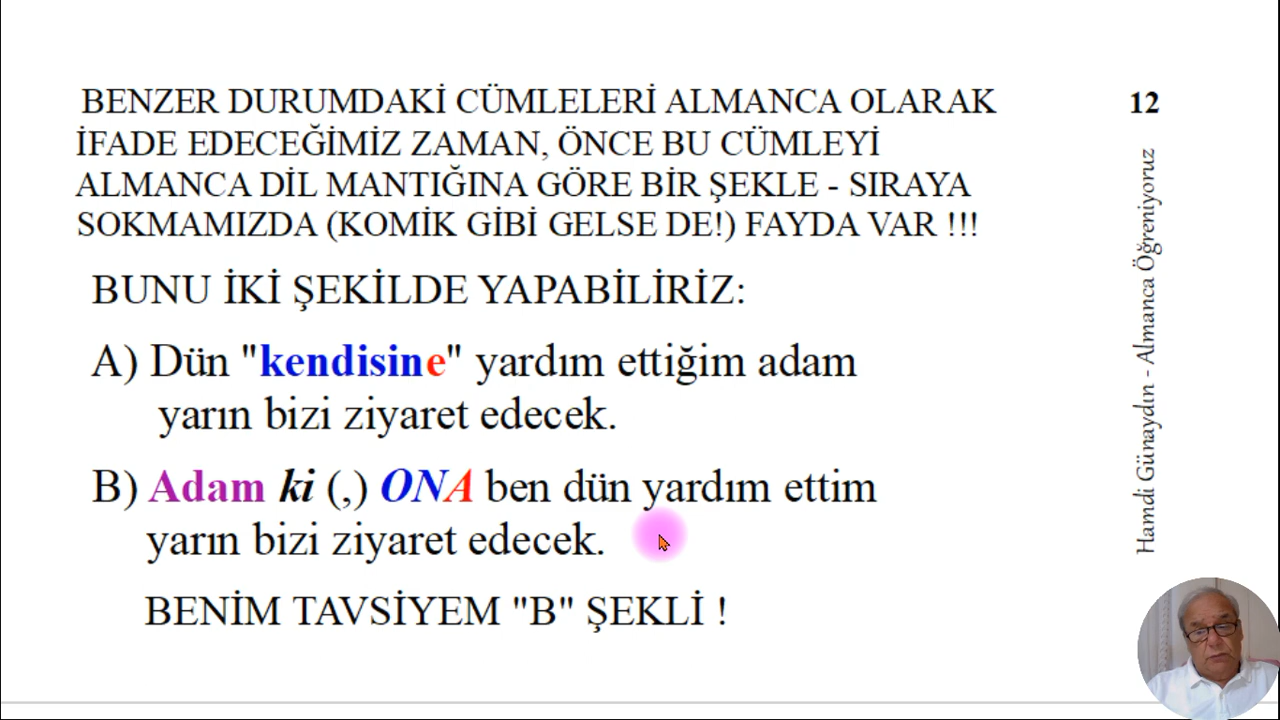 BENZER DURUMDAKİ CÜMLELERİ ALMANCA OLARAK
İFADE EDECEĞİMİZ ZAMAN, ÖNCE BU CÜMLEYİ
ALMANCA DİL MANTIĞINA GÖRE BİR ŞEKLE - SIRAYA
SOKMAMIZDA (KOMİK GİBİ GELSE DE!) FAYDA VAR !!!
BUNU İKİ ŞEKİLDE YAPABİLİRİZ:
A) Dün "kendisine" yardım ettiğim adam
yarın bizi ziyaret edecek.
B) Adam ki (,) ONA ben dün yardım ettim
yarın bizi ziyaret edecek.
BENİM TAVSİYEM "B" ŞEKLİ !
12
Hamdi Günaydın - Almanca Öğreniyoruz